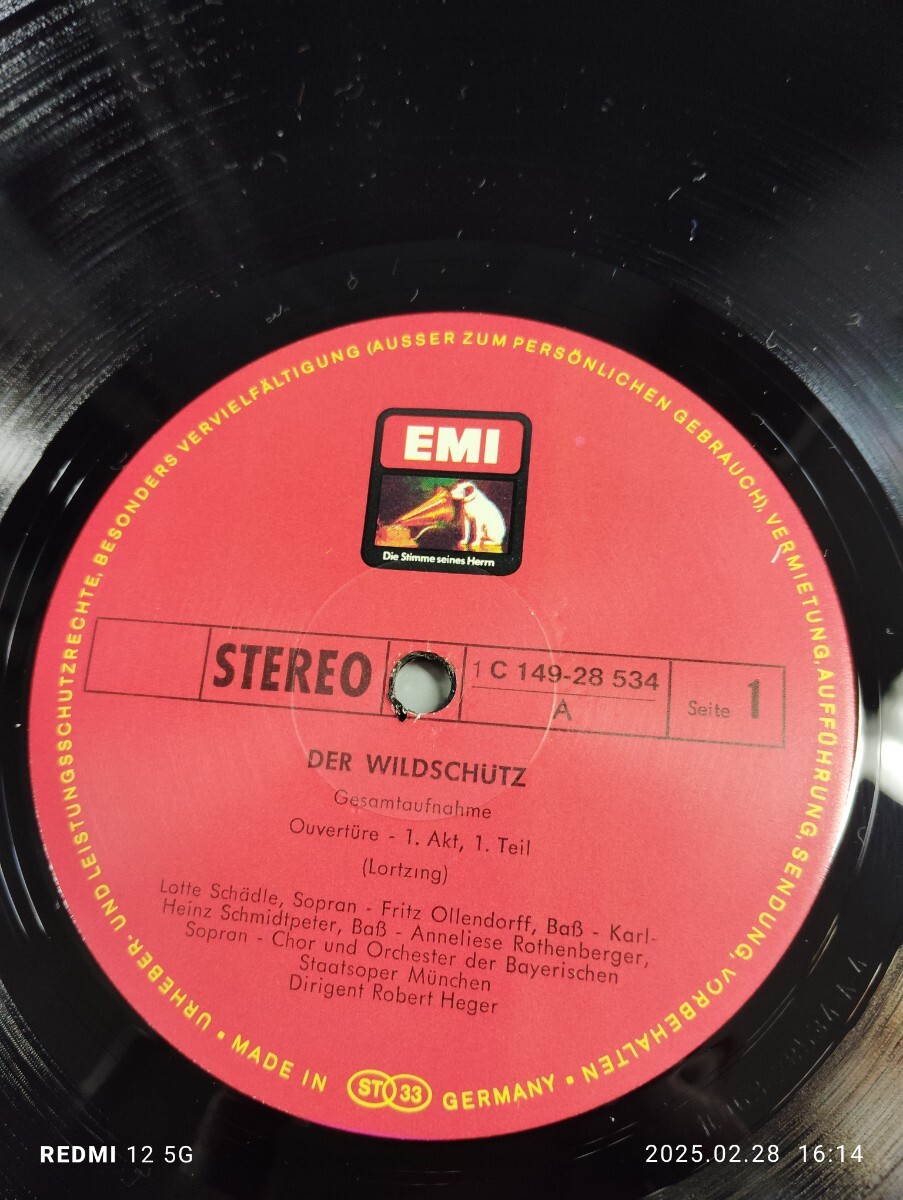 URHEBER- UND LEISTUNGSSCHUTZRECHTE, BESONDERS VERVIELFÄLTIGUNG (AUSSER ZUM PERSÖNLICHEN GEBRAUCH), VERMIETUNG, AUFFÜHRUNG, SENDUNG, VORBEHALTEN •
EMI
Die Stimme seines Herrn
STEREO
1 C 149-28 534
A
Seite 1
DER WILDSCHÜTZ
Gesamtaufnahme
Ouvertüre - 1. Akt, 1. Teil
(Lortzing)
Lotte Schädle, Sopran - Fritz Ollendorff, Baß - Karl-
Heinz Schmidtpeter, Baß - Anneliese Rothenberger,
Sopran - Chor und Orchester der Bayerischen
Staatsoper München
Dirigent Robert Heger
• MADE IN ST 33 GERMANY
REDMI 12 5G
2025.02.28 16:14